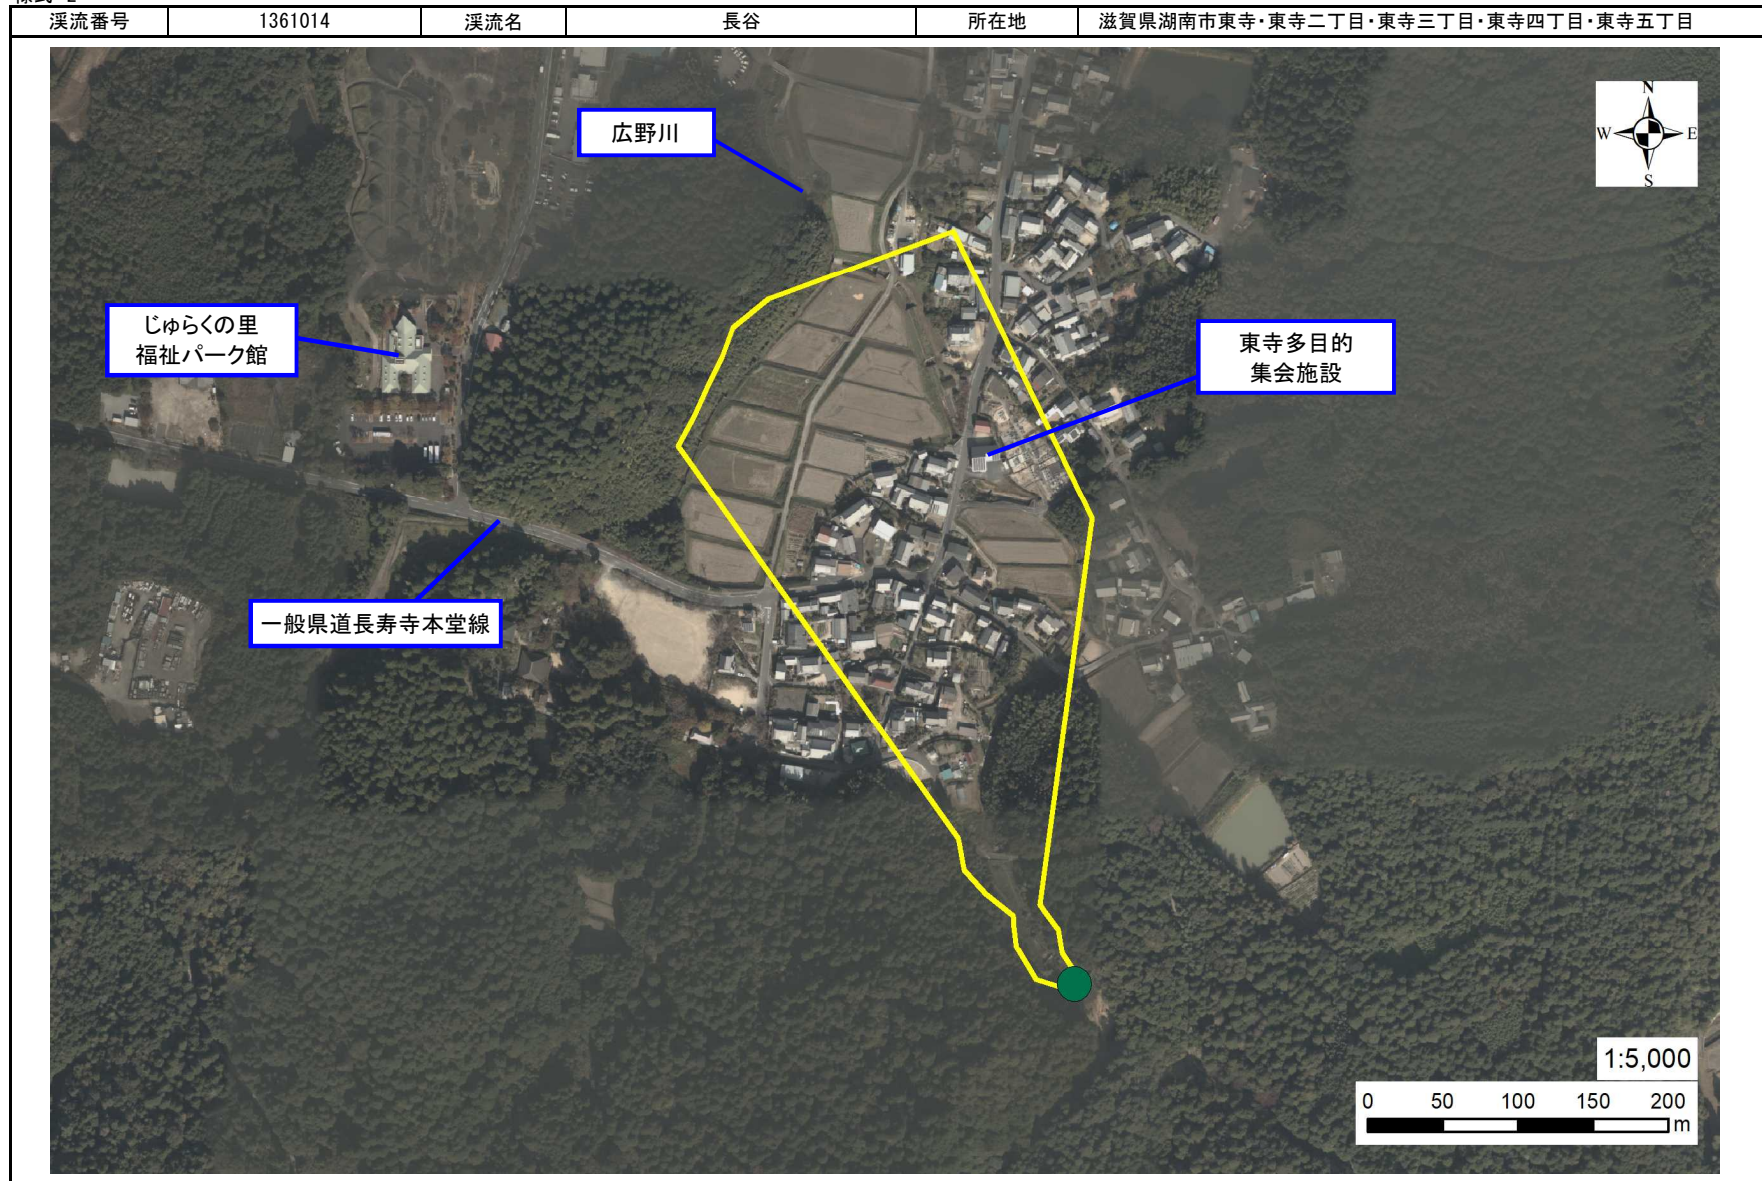 渓流番号 1361014 渓流名 長谷 所在地 滋賀県湖南市東寺・東寺二丁目・東寺三丁目・東寺四丁目・東寺五丁目
広野川
N
W E
S
じゅらくの里
福祉パーク館
東寺多目的
集会施設
一般県道長寿寺本堂線
1:5,000
0 50 100 150 200
m